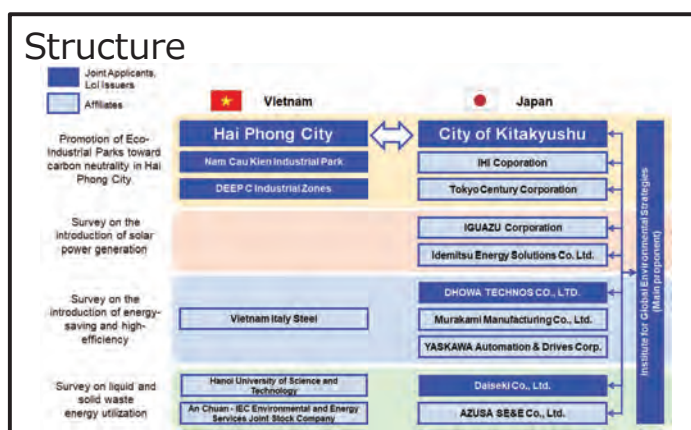 Structure
Joint Applicants,
LoI Issuers
Affiliates
Vietnam
Japan
Promotion of Eco-
Industrial Parks toward
carbon neutrality in Hai
Phong City
Hai Phong City
City of Kitakyushu
Nam Cau Kien Industrial Park
IHI Coporation
DEEP C Industrial Zones
Tokyo Century Corporation
Survey on the
introduction of solar
power generation
IGUAZU Corporation
Idemitsu Energy Solutions Co. Ltd.
Survey on the
introduction of energy-
saving and high-
efficiency
DHOWA TECHNOS CO., LTD.
Vietnam Italy Steel
Murakami Manufacturing Co., Ltd.
YASKAWA Automation & Drives Corp.
Survey on liquid and
solid waste
energy utilization
Hanoi University of Science and
Technology
Daiseki Co., Ltd.
An Chuan - IEC Environmental and Energy
Services Joint Stock Company
AZUSA SE&E Co., Ltd.
Institute for Global Environmental Strategies
(Main proponent)